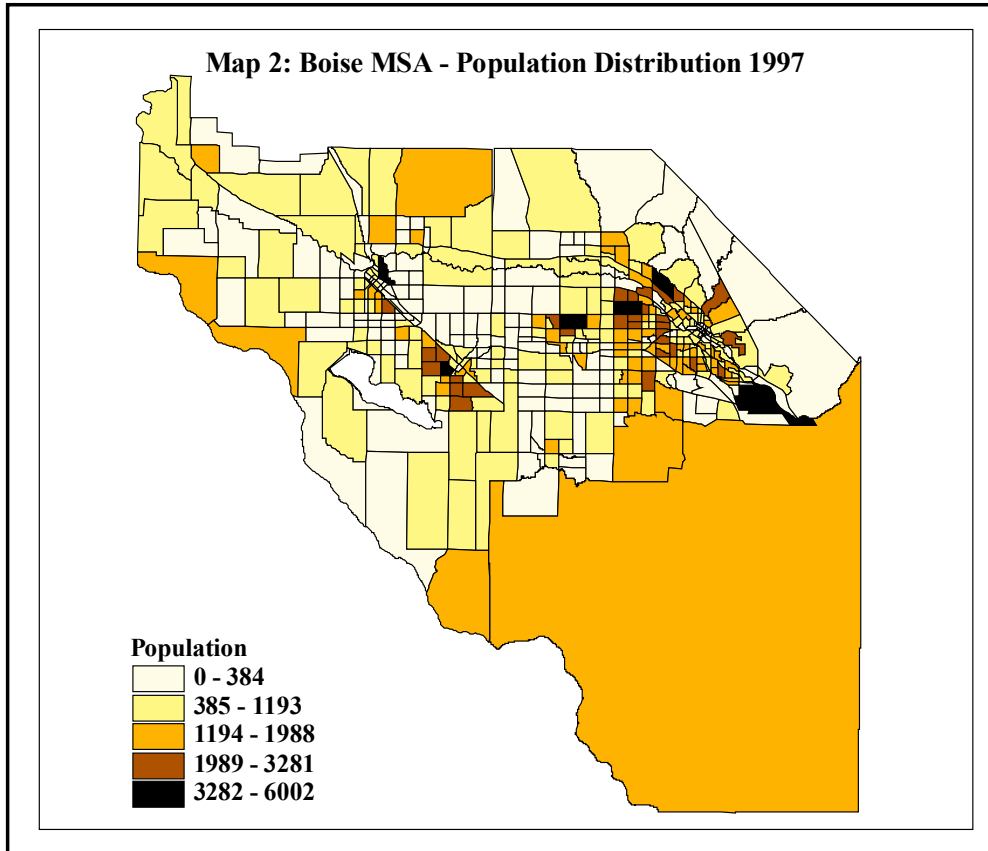 Map 2: Boise MSA - Population Distribution 1997
Population
0 - 384
385 - 1193
1194 - 1988
1989 - 3281
3282 - 6002